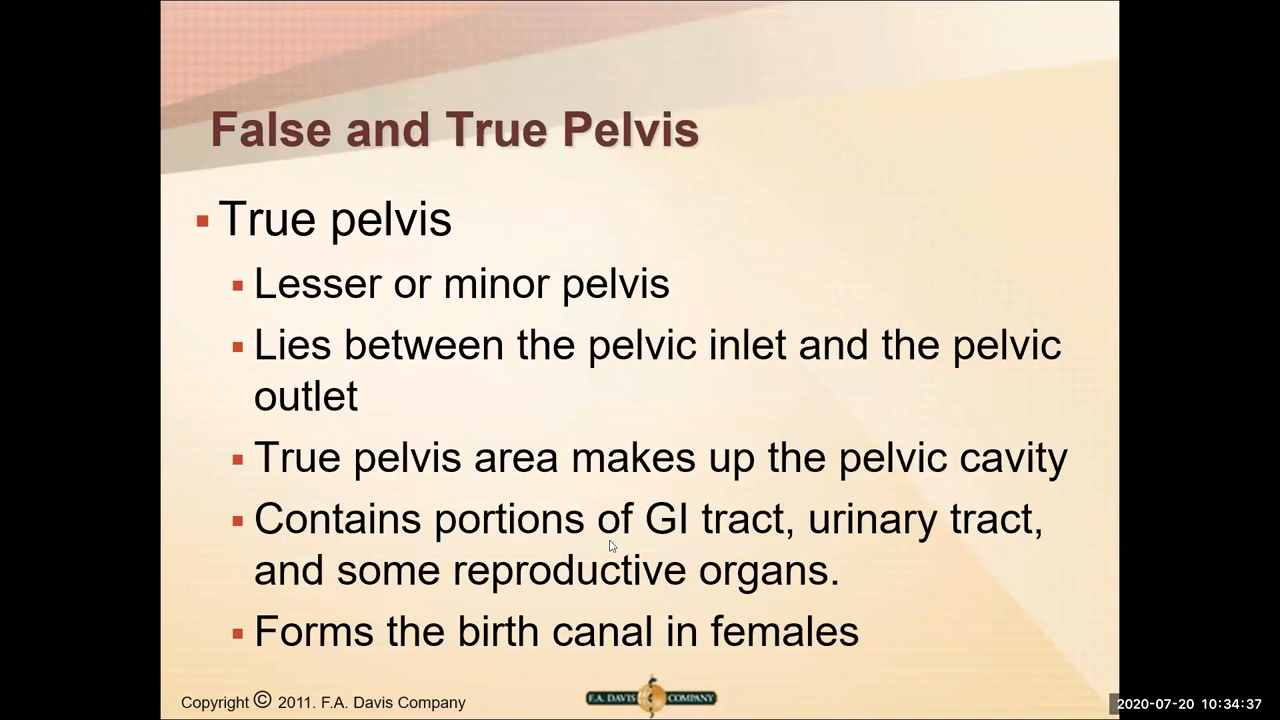 False and True Pelvis
▪ True pelvis
▪ Lesser or minor pelvis
▪ Lies between the pelvic inlet and the pelvic
outlet
▪ True pelvis area makes up the pelvic cavity
▪ Contains portions of GI tract, urinary tract,
and some reproductive organs.
▪ Forms the birth canal in females
Copyright © 2011. F.A. Davis Company
F.A. DAVIS COMPANY
2020-07-20 10:34:37